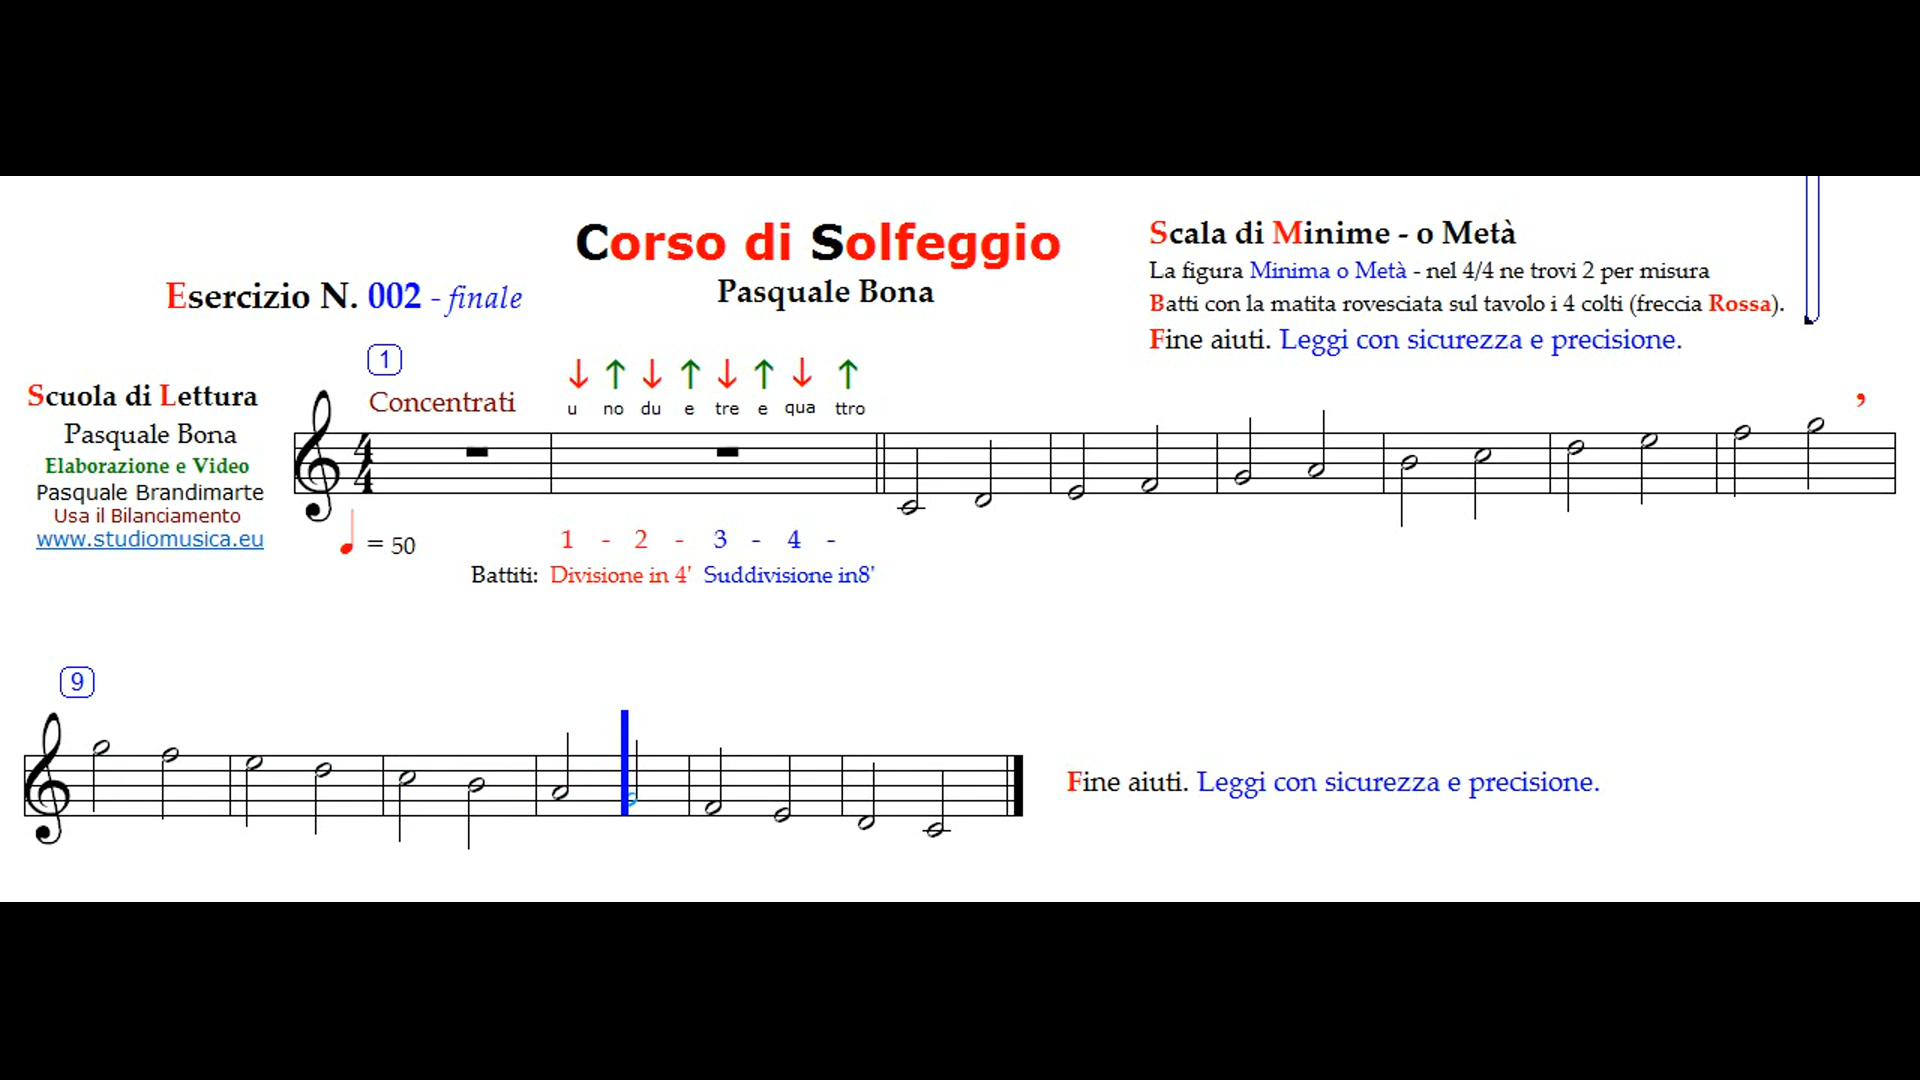 Corso di Solfeggio
Pasquale Bona
Esercizio N. 002 - finale
Scala di Minime - o Metà
La figura Minima o Metà - nel 4/4 ne trovi 2 per misura
Batti con la matita rovesciata sul tavolo i 4 colti (freccia Rossa).
Fine aiuti. Leggi con sicurezza e precisione.
Scuola di Lettura
Pasquale Bona
Elaborazione e Video
Pasquale Brandimarte
Usa il Bilanciamento
www.studiomusica.eu
1
Concentrati
↓ ↑ ↓ ↑ ↓ ↑ ↓ ↑
u no du e tre e qua ttro
4
4
= 50
1 - 2 - 3 - 4 -
Battiti: Divisione in 4' Suddivisione in8'
9
Fine aiuti. Leggi con sicurezza e precisione.